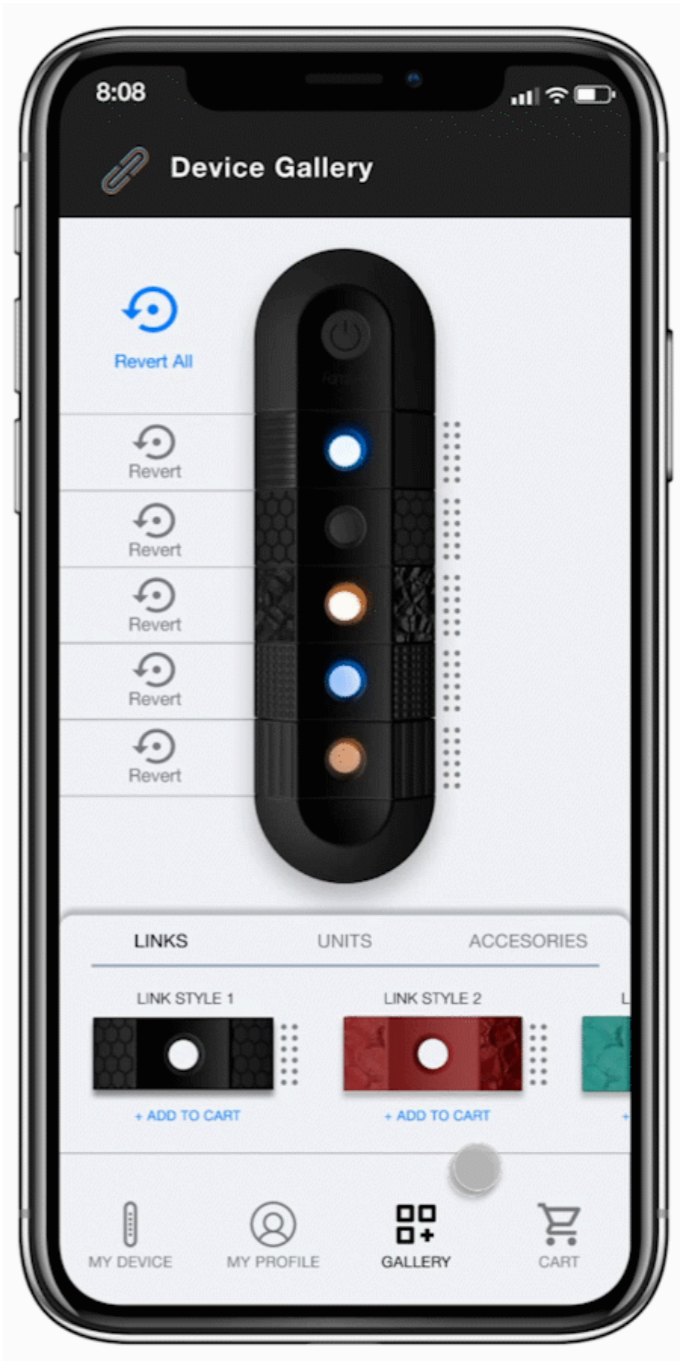 8:08
Device Gallery
Revert All
Revert
Revert
Revert
Revert
Revert
LINKS UNITS ACCESORIES
LINK STYLE 1 LINK STYLE 2 L
+ ADD TO CART + ADD TO CART +
MY DEVICE MY PROFILE GALLERY CART